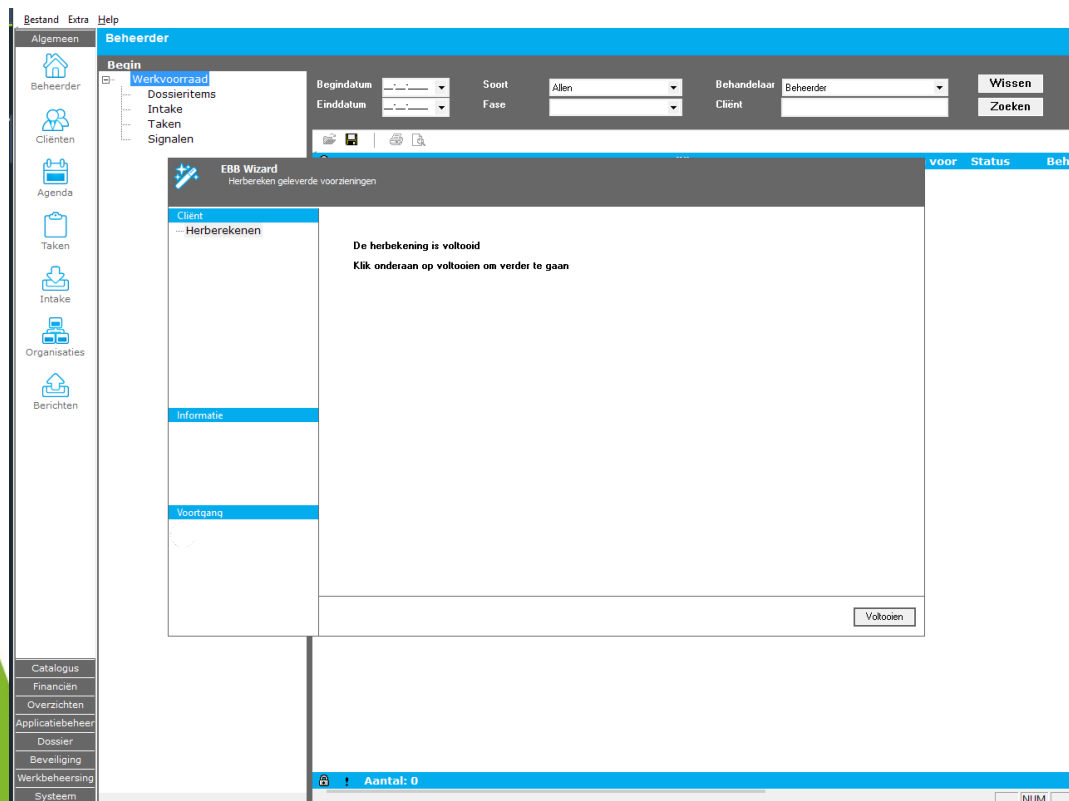 Bestand Extra Help
Algemeen
Beheerder
Cliënten
Agenda
Taken
Intake
Organisaties
Berichten
Catalogus
Financiën
Overzichten
Applicatiebeheer
Dossier
Beveiliging
Werkbeheersing
Systeem
Beheerder
Begin
Werkvoorraad
Dossieritems
Intake
Taken
Signalen
Begindatum Soort Allen Behandelaar Beheerder Wissen
Einddatum Fase Cliënt Zoeken
voor Status Beh
EBB Wizard
Herbereken geleverde voorzieningen
Cliënt
Herberekenen
Informatie
Voortgang
De herbekening is voltooid
Klik onderaan op voltooien om verder te gaan
Voltooien
Aantal: 0
NUM